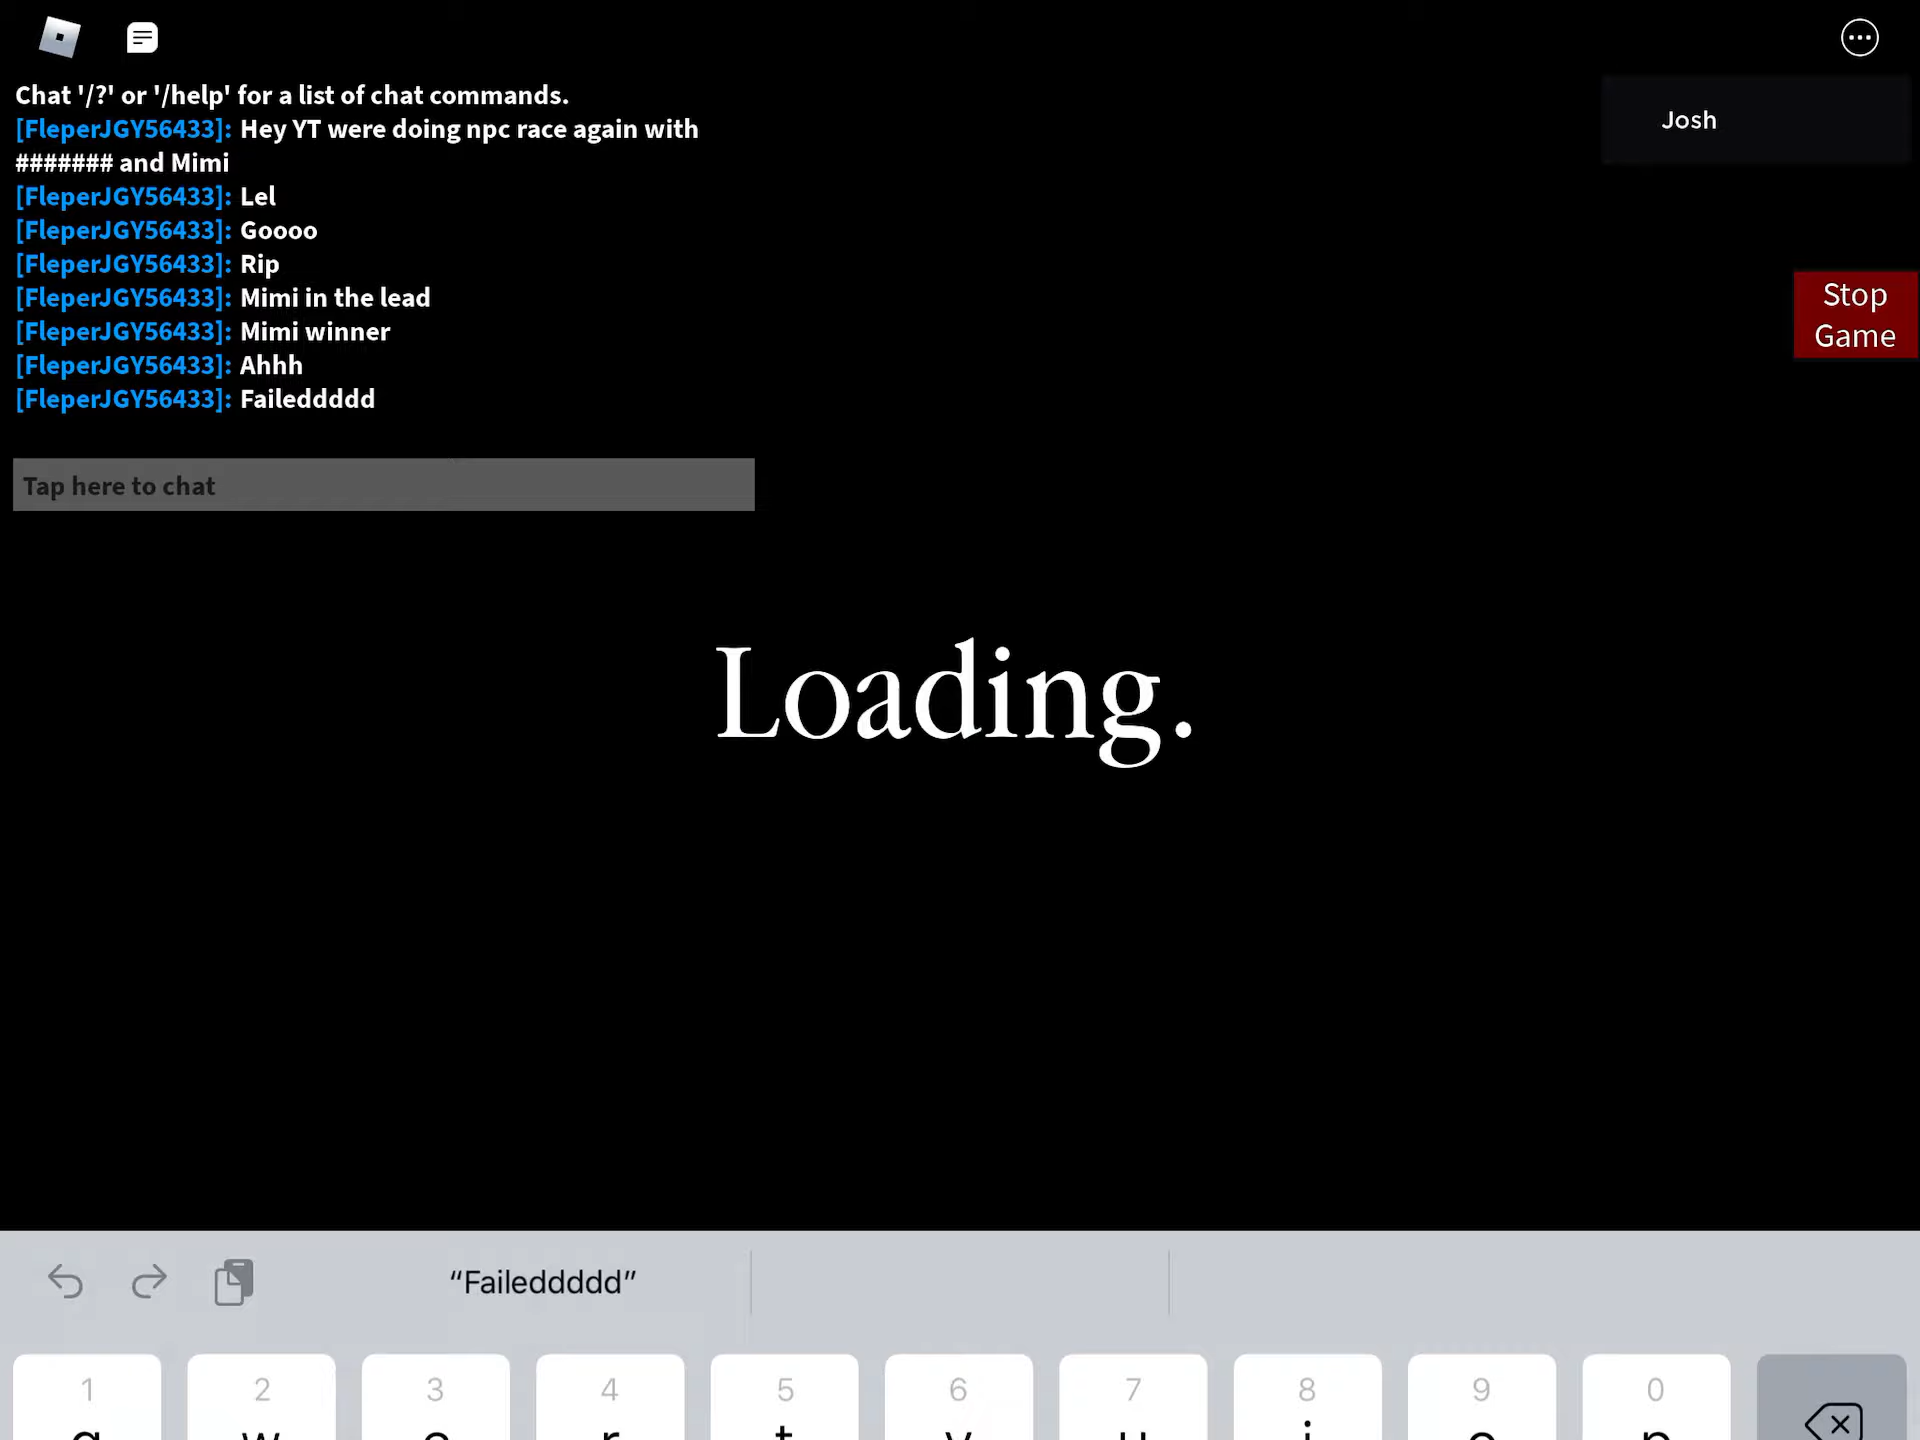 Chat '/?' or '/help' for a list of chat commands.
[FleperJGY56433]: Hey YT were doing npc race again with
####### and Mimi
[FleperJGY56433]: Lel
[FleperJGY56433]: Goooo
[FleperJGY56433]: Rip
[FleperJGY56433]: Mimi in the lead
[FleperJGY56433]: Mimi winner
[FleperJGY56433]: Ahhh
[FleperJGY56433]: Faileddddd
Tap here to chat
Josh
Stop
Game
Loading.
“Faileddddd”
1 2 3 4 5 6 7 8 9 0
q w e r t y u i o p